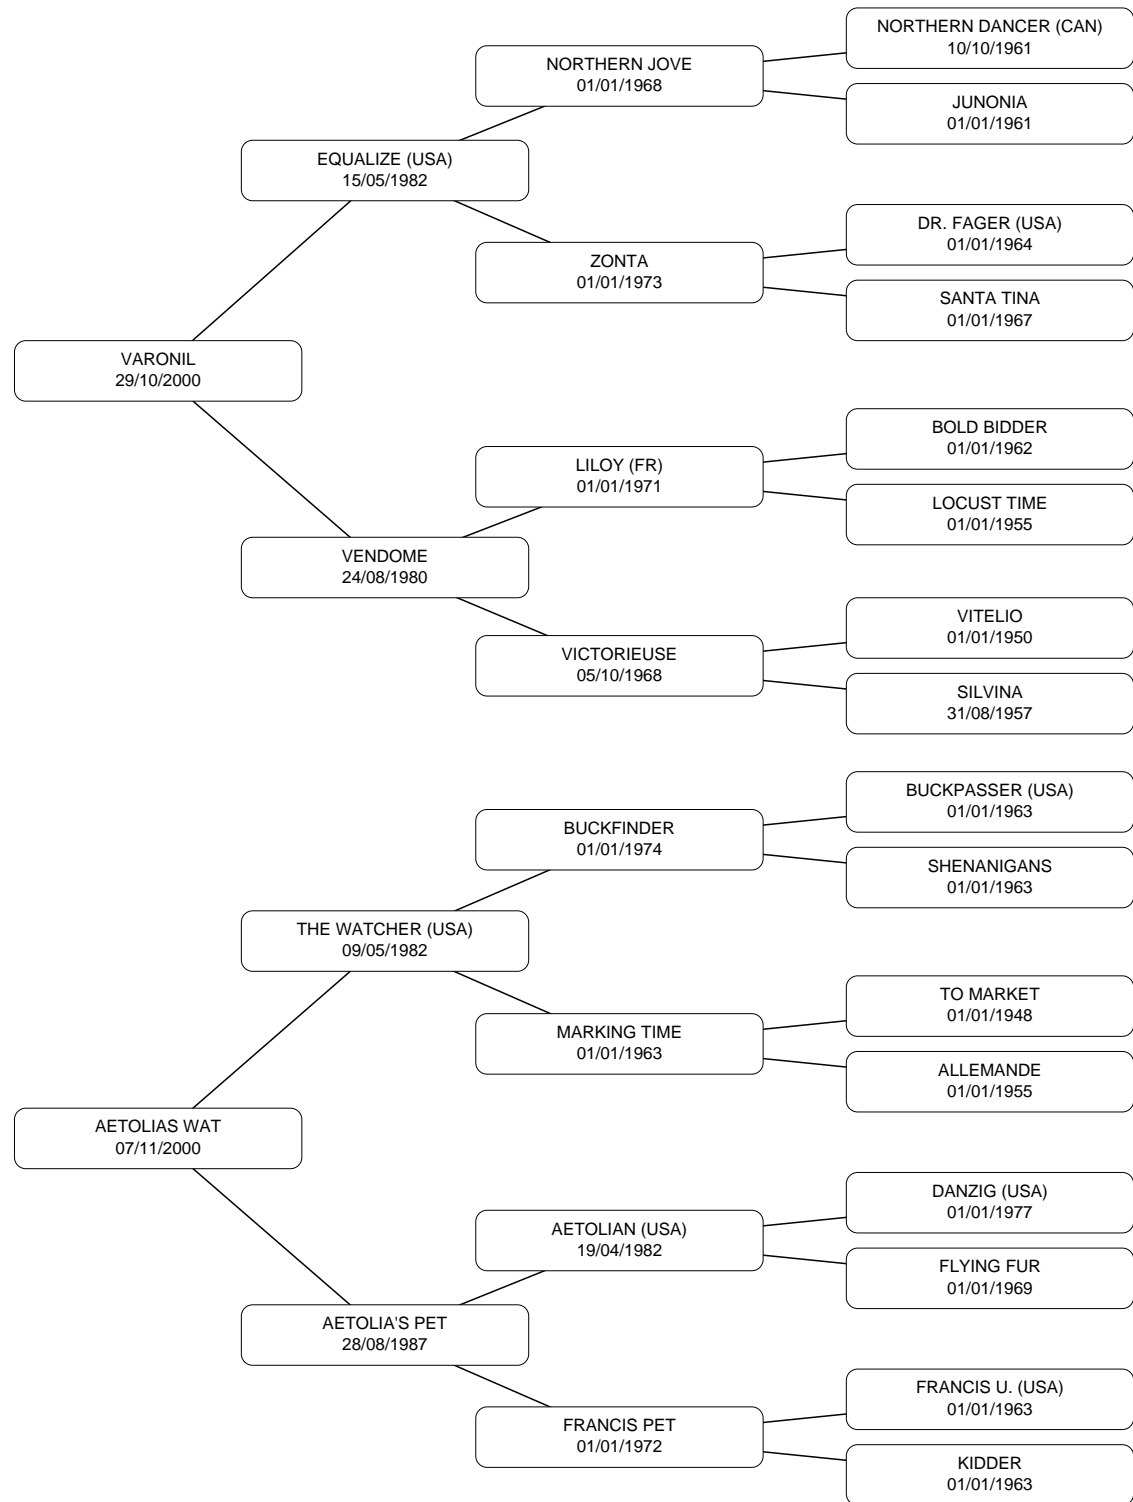 NORTHERN DANCER (CAN)
10/10/1961
NORTHERN JOVE
01/01/1968
JUNONIA
01/01/1961
EQUALIZE (USA)
15/05/1982
DR. FAGER (USA)
01/01/1964
ZONTA
01/01/1973
SANTA TINA
01/01/1967
VARONIL
29/10/2000
BOLD BIDDER
01/01/1962
LILOY (FR)
01/01/1971
LOCUST TIME
01/01/1955
VENDOME
24/08/1980
VITELIO
01/01/1950
VICTORIEUSE
05/10/1968
SILVINA
31/08/1957
BUCKPASSER (USA)
01/01/1963
BUCKFINDER
01/01/1974
SHENANIGANS
01/01/1963
THE WATCHER (USA)
09/05/1982
TO MARKET
01/01/1948
MARKING TIME
01/01/1963
ALLEMANDE
01/01/1955
AETOLIAS WAT
07/11/2000
DANZIG (USA)
01/01/1977
AETOLIAN (USA)
19/04/1982
FLYING FUR
01/01/1969
AETOLIA'S PET
28/08/1987
FRANCIS U. (USA)
01/01/1963
FRANCIS PET
01/01/1972
KIDDER
01/01/1963